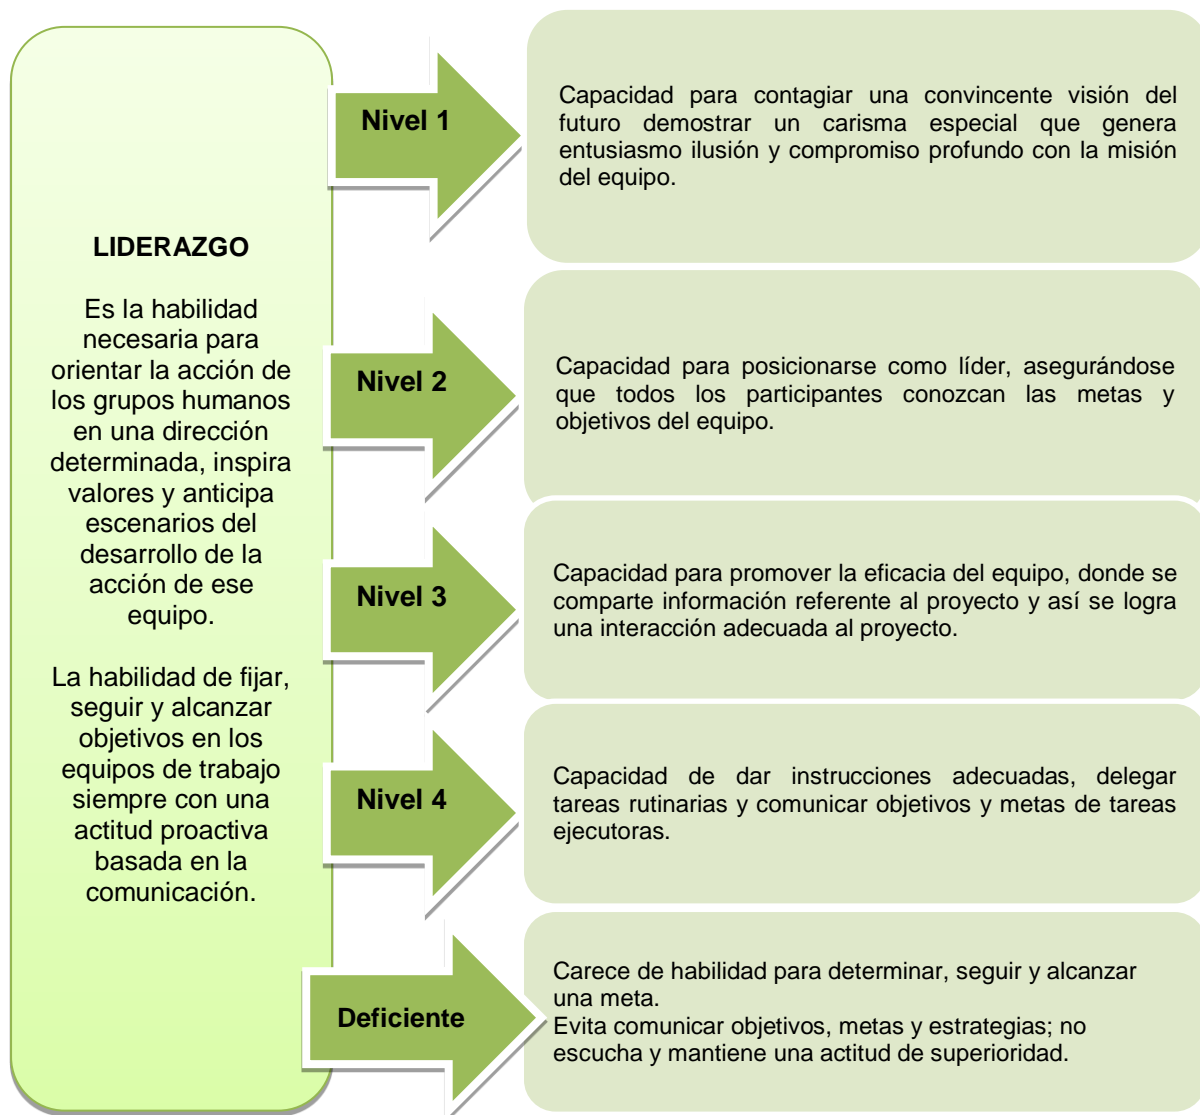 LIDERAZGO
Es la habilidad
necesaria para
orientar la acción de
los grupos humanos
en una dirección
determinada, inspira
valores y anticipa
escenarios del
desarrollo de la
acción de ese
equipo.
La habilidad de fijar,
seguir y alcanzar
objetivos en los
equipos de trabajo
siempre con una
actitud proactiva
basada en la
comunicación.
Nivel 1
Capacidad para contagiar una convincente visión del
futuro demostrar un carisma especial que genera
entusiasmo ilusión y compromiso profundo con la misión
del equipo.
Nivel 2
Capacidad para posicionarse como líder, asegurándose
que todos los participantes conozcan las metas y
objetivos del equipo.
Nivel 3
Capacidad para promover la eficacia del equipo, donde se
comparte información referente al proyecto y así se logra
una interacción adecuada al proyecto.
Nivel 4
Capacidad de dar instrucciones adecuadas, delegar
tareas rutinarias y comunicar objetivos y metas de tareas
ejecutoras.
Deficiente
Carece de habilidad para determinar, seguir y alcanzar
una meta.
Evita comunicar objetivos, metas y estrategias; no
escucha y mantiene una actitud de superioridad.